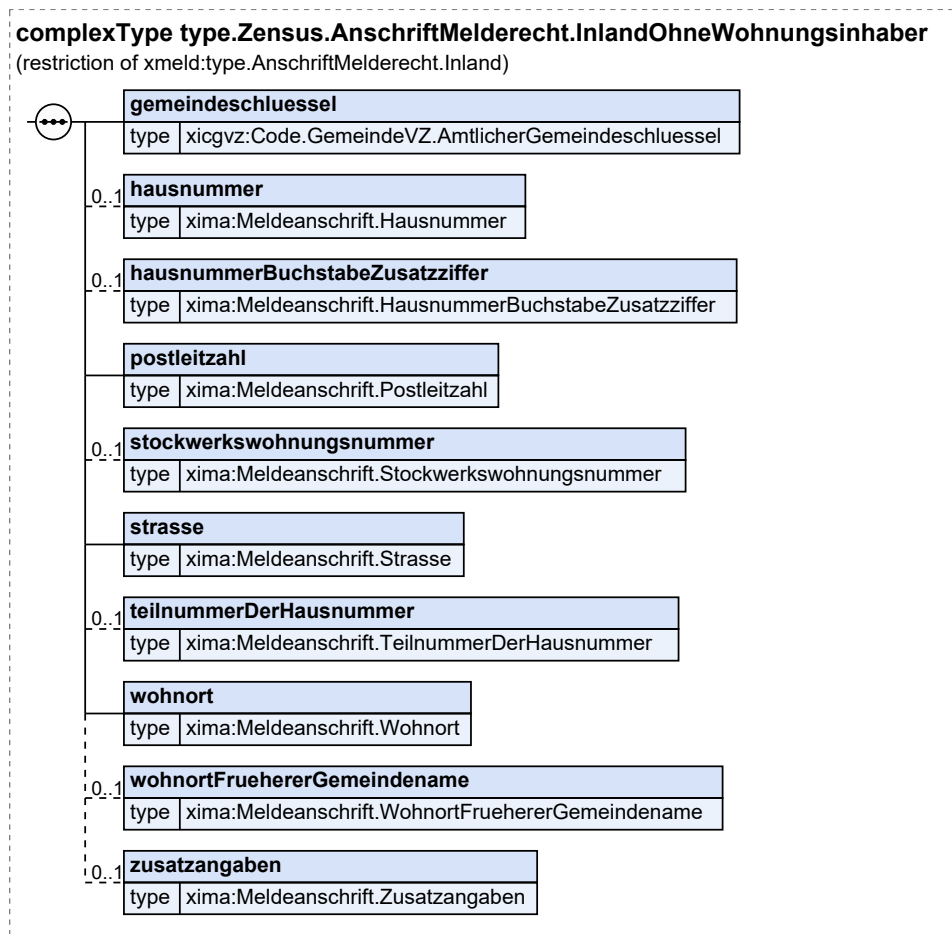 complexType type.Zensus.AnschriftMelderecht.InlandOhneWohnungsinhaber
(restriction of xmeld:type.AnschriftMelderecht.Inland)
gemeindeschluessel
type xicgvz:Code.GemeindeVZ.AmtlicherGemeindeschluessel
0..1 hausnummer
type xima:Meldeanschrift.Hausnummer
0..1 hausnummerBuchstabeZusatzziffer
type xima:Meldeanschrift.HausnummerBuchstabeZusatzziffer
postleitzahl
type xima:Meldeanschrift.Postleitzahl
0..1 stockwerkswohnungsnummer
type xima:Meldeanschrift.Stockwerkswohnungsnummer
strasse
type xima:Meldeanschrift.Strasse
0..1 teilnummerDerHausnummer
type xima:Meldeanschrift.TeilnummerDerHausnummer
wohnort
type xima:Meldeanschrift.Wohnort
0..1 wohnortFruehererGemeindename
type xima:Meldeanschrift.WohnortFruehererGemeindename
0..1 zusatzangaben
type xima:Meldeanschrift.Zusatzangaben